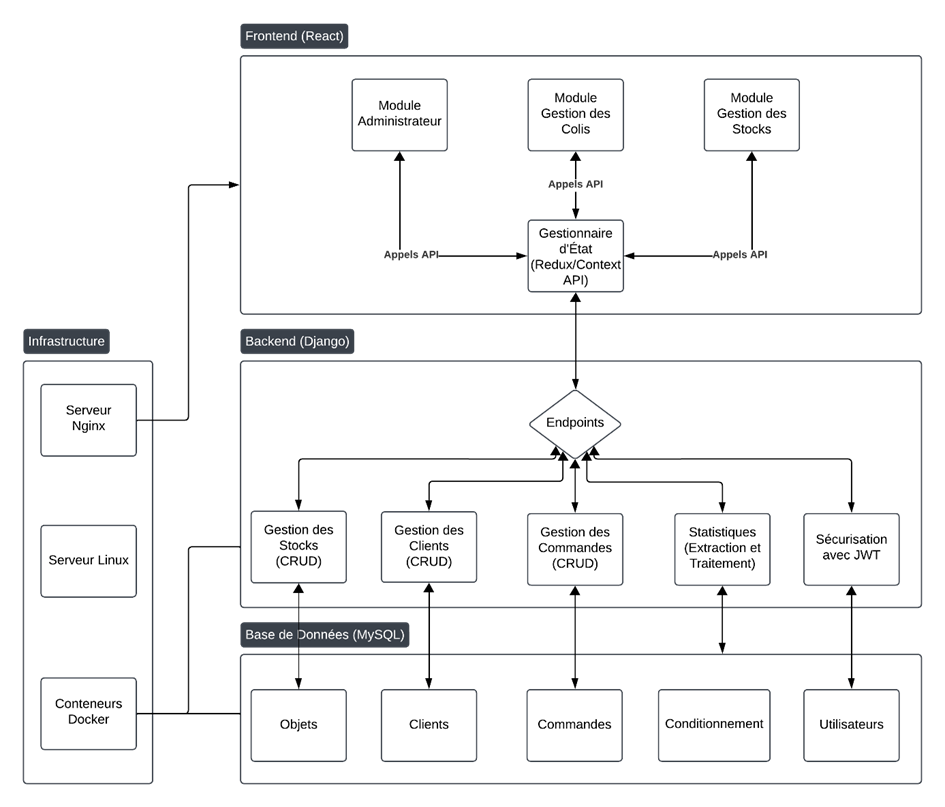 Frontend (React)
Module
Administrateur
Module
Gestion des
Colis
Module
Gestion des
Stocks
Appels API
Appels API
Appels API
Gestionnaire
d'État
(Redux/Context
API)
Infrastructure
Serveur
Nginx
Serveur Linux
Conteneurs
Docker
Backend (Django)
Endpoints
Gestion des
Stocks
(CRUD)
Gestion des
Clients
(CRUD)
Gestion des
Commandes
(CRUD)
Statistiques
(Extraction et
Traitement)
Sécurisation
avec JWT
Base de Données (MySQL)
Objets
Clients
Commandes
Conditionnement
Utilisateurs